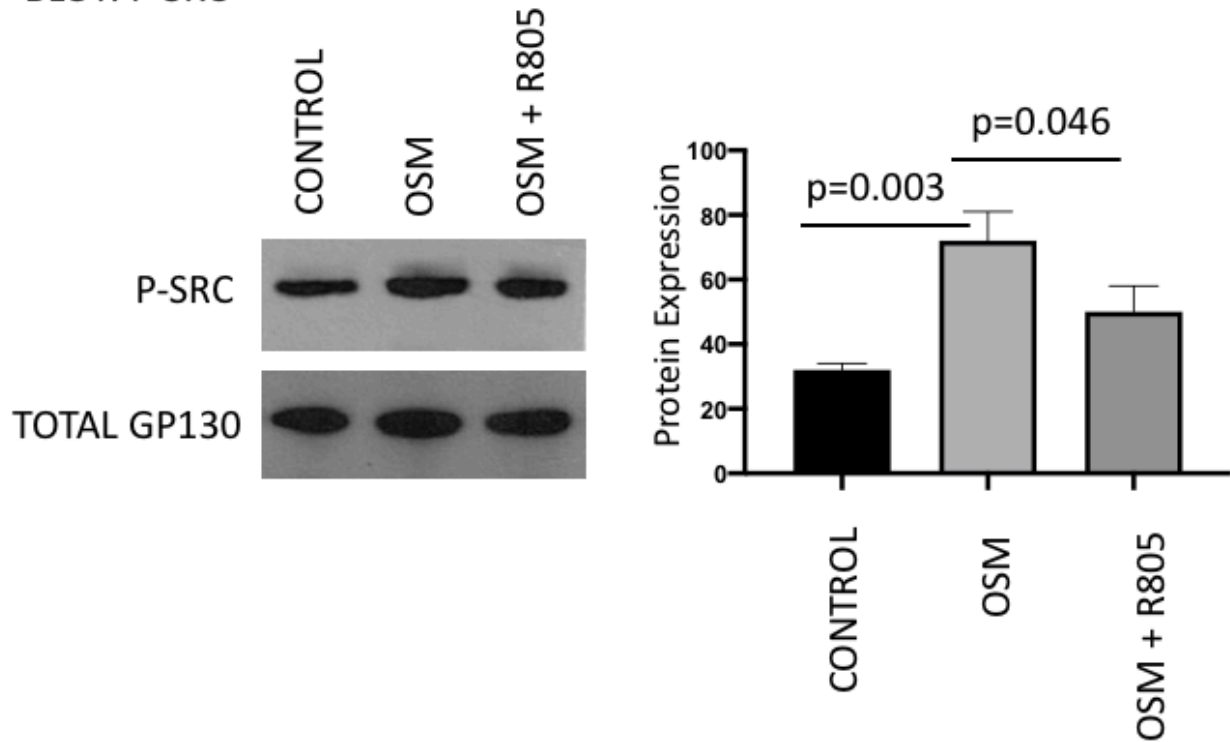 CONTROL
OSM
OSM + R805
P-SRC
TOTAL GP130
p=0.046
p=0.003
Protein Expression
100
80
60
40
20
0
CONTROL
OSM
OSM + R805